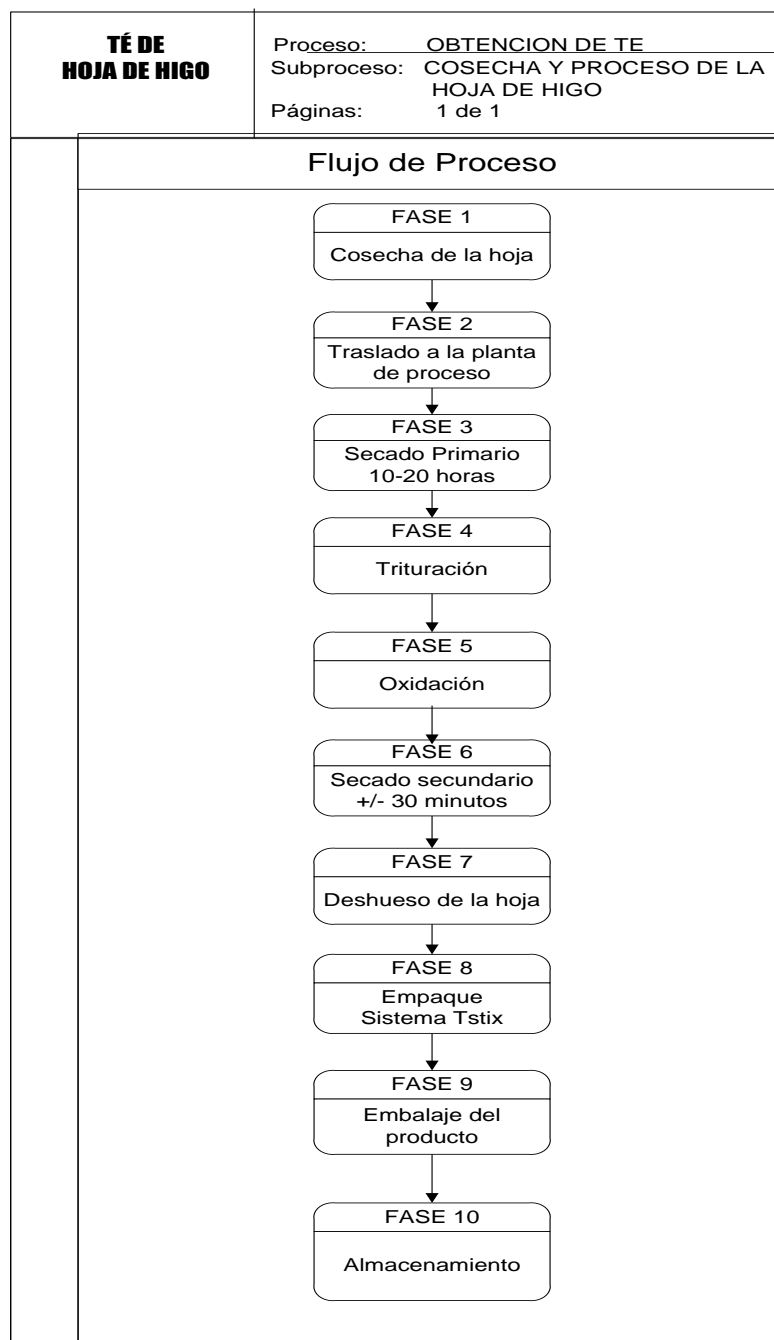 TÉ DE
HOJA DE HIGO
Proceso: OBTENCION DE TE
Subproceso: COSECHA Y PROCESO DE LA
HOJA DE HIGO
Páginas: 1 de 1
Flujo de Proceso
FASE 1
Cosecha de la hoja
FASE 2
Traslado a la planta
de proceso
FASE 3
Secado Primario
10-20 horas
FASE 4
Trituración
FASE 5
Oxidación
FASE 6
Secado secundario
+/- 30 minutos
FASE 7
Deshueso de la hoja
FASE 8
Empaque
Sistema Tstix
FASE 9
Embalaje del
producto
FASE 10
Almacenamiento